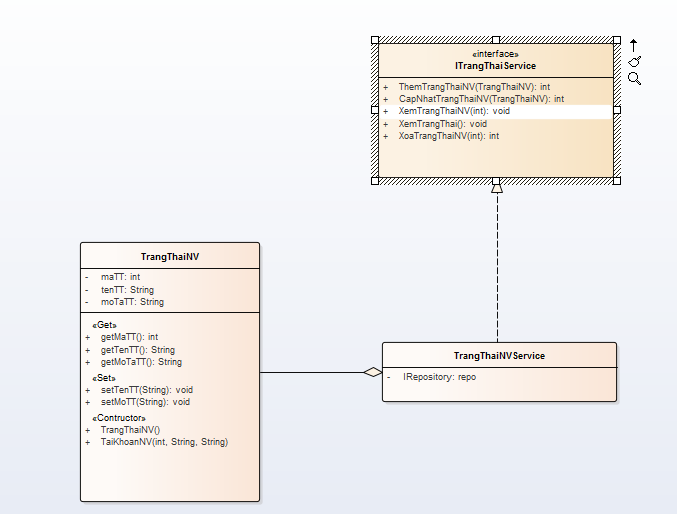 «interface»
ITrangThaiService
+ ThemTrangThaiNV(TrangThaiNV): int
+ CapNhatTrangThaiNV(TrangThaiNV): int
+ XemTrangThaiNV(int): void
+ XemTrangThai(): void
+ XoaTrangThaiNV(int): int
TrangThaiNV
- maTT: int
- tenTT: String
- moTaTT: String
«Get»
+ getMaTT(): int
+ getTenTT(): String
+ getMoTaTT(): String
«Set»
+ setTenTT(String): void
+ setMoTT(String): void
«Contructor»
+ TrangThaiNV()
+ TaiKhoanNV(int, String, String)
TrangThaiNVService
- IRepository: repo